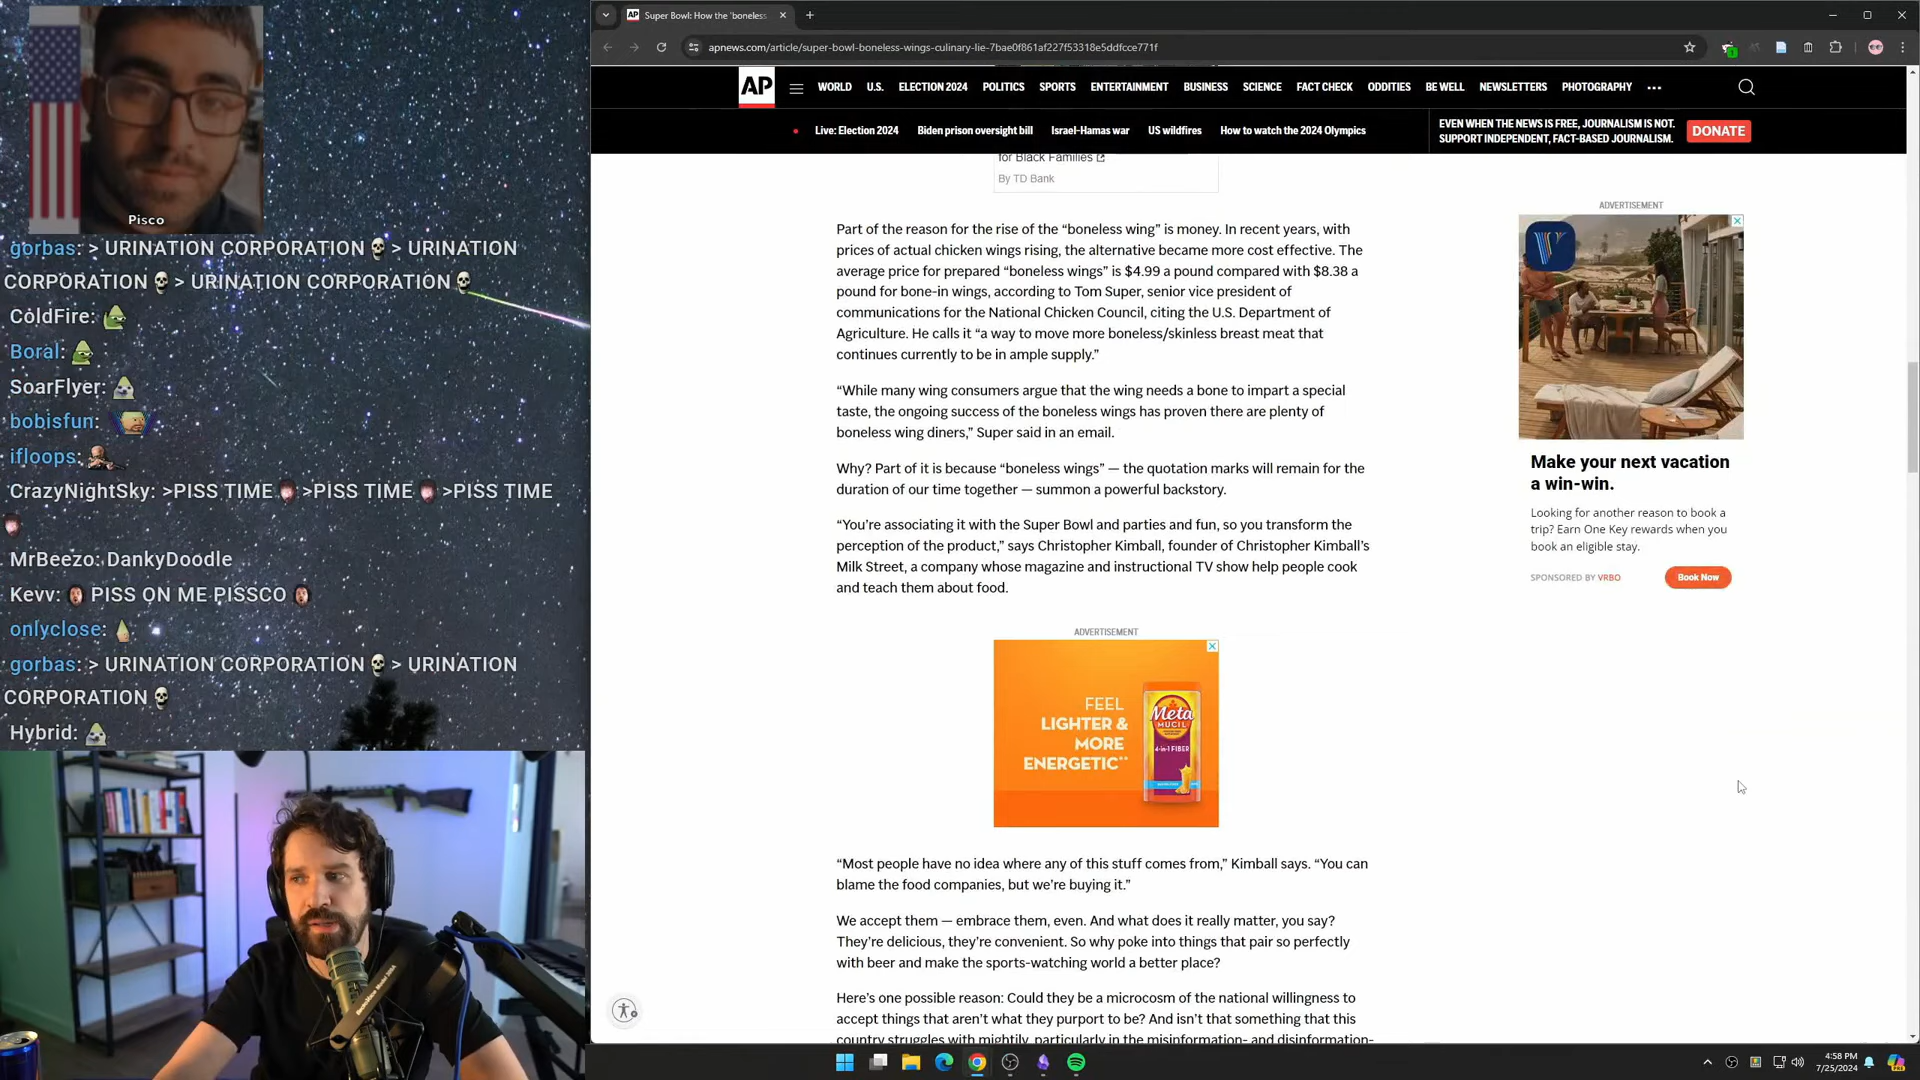 Pisco
gorbas: > URINATION CORPORATION > URINATION
CORPORATION > URINATION CORPORATION
ColdFire:
Boral:
SoarFlyer:
bobisfun:
ifloops:
CrazyNightSky: >PISS TIME >PISS TIME >PISS TIME
MrBeezo: DankyDoodle
Kevv: PISS ON ME PISSCO
onlyclose:
gorbas: > URINATION CORPORATION > URINATION
CORPORATION
Hybrid:
Super Bowl: How the 'boneless
apnews.com/article/super-bowl-boneless-wings-culinary-lie-7bae0f861af227f53318e5ddfcce771f
AP
WORLD U.S. ELECTION 2024 POLITICS SPORTS ENTERTAINMENT BUSINESS SCIENCE FACT CHECK ODDITIES BE WELL NEWSLETTERS PHOTOGRAPHY
Live: Election 2024 Biden prison oversight bill Israel-Hamas war US wildfires How to watch the 2024 Olympics
EVEN WHEN THE NEWS IS FREE, JOURNALISM IS NOT.
SUPPORT INDEPENDENT, FACT-BASED JOURNALISM.
DONATE
for Black Families
By TD Bank
Part of the reason for the rise of the “boneless wing” is money. In recent years, with
prices of actual chicken wings rising, the alternative became more cost effective. The
average price for prepared “boneless wings” is $4.99 a pound compared with $8.38 a
pound for bone-in wings, according to Tom Super, senior vice president of
communications for the National Chicken Council, citing the U.S. Department of
Agriculture. He calls it “a way to move more boneless/skinless breast meat that
continues currently to be in ample supply.”
“While many wing consumers argue that the wing needs a bone to impart a special
taste, the ongoing success of the boneless wings has proven there are plenty of
boneless wing diners,” Super said in an email.
Why? Part of it is because “boneless wings” — the quotation marks will remain for the
duration of our time together — summon a powerful backstory.
“You’re associating it with the Super Bowl and parties and fun, so you transform the
perception of the product,” says Christopher Kimball, founder of Christopher Kimball’s
Milk Street, a company whose magazine and instructional TV show help people cook
and teach them about food.
ADVERTISEMENT
FEEL
LIGHTER &
MORE
ENERGETIC**
Meta
MUCIL
4-in-1 FIBER
“Most people have no idea where any of this stuff comes from,” Kimball says. “You can
blame the food companies, but we’re buying it.”
We accept them — embrace them, even. And what does it really matter, you say?
They’re delicious, they’re convenient. So why poke into things that pair so perfectly
with beer and make the sports-watching world a better place?
Here’s one possible reason: Could they be a microcosm of the national willingness to
accept things that aren’t what they purport to be? And isn’t that something that this
country struggles with mightily, particularly in the misinformation- and disinformation-
ADVERTISEMENT
Make your next vacation
a win-win.
Looking for another reason to book a
trip? Earn One Key rewards when you
book an eligible stay.
SPONSORED BY VRBO
Book Now
4:58 PM
7/25/2024